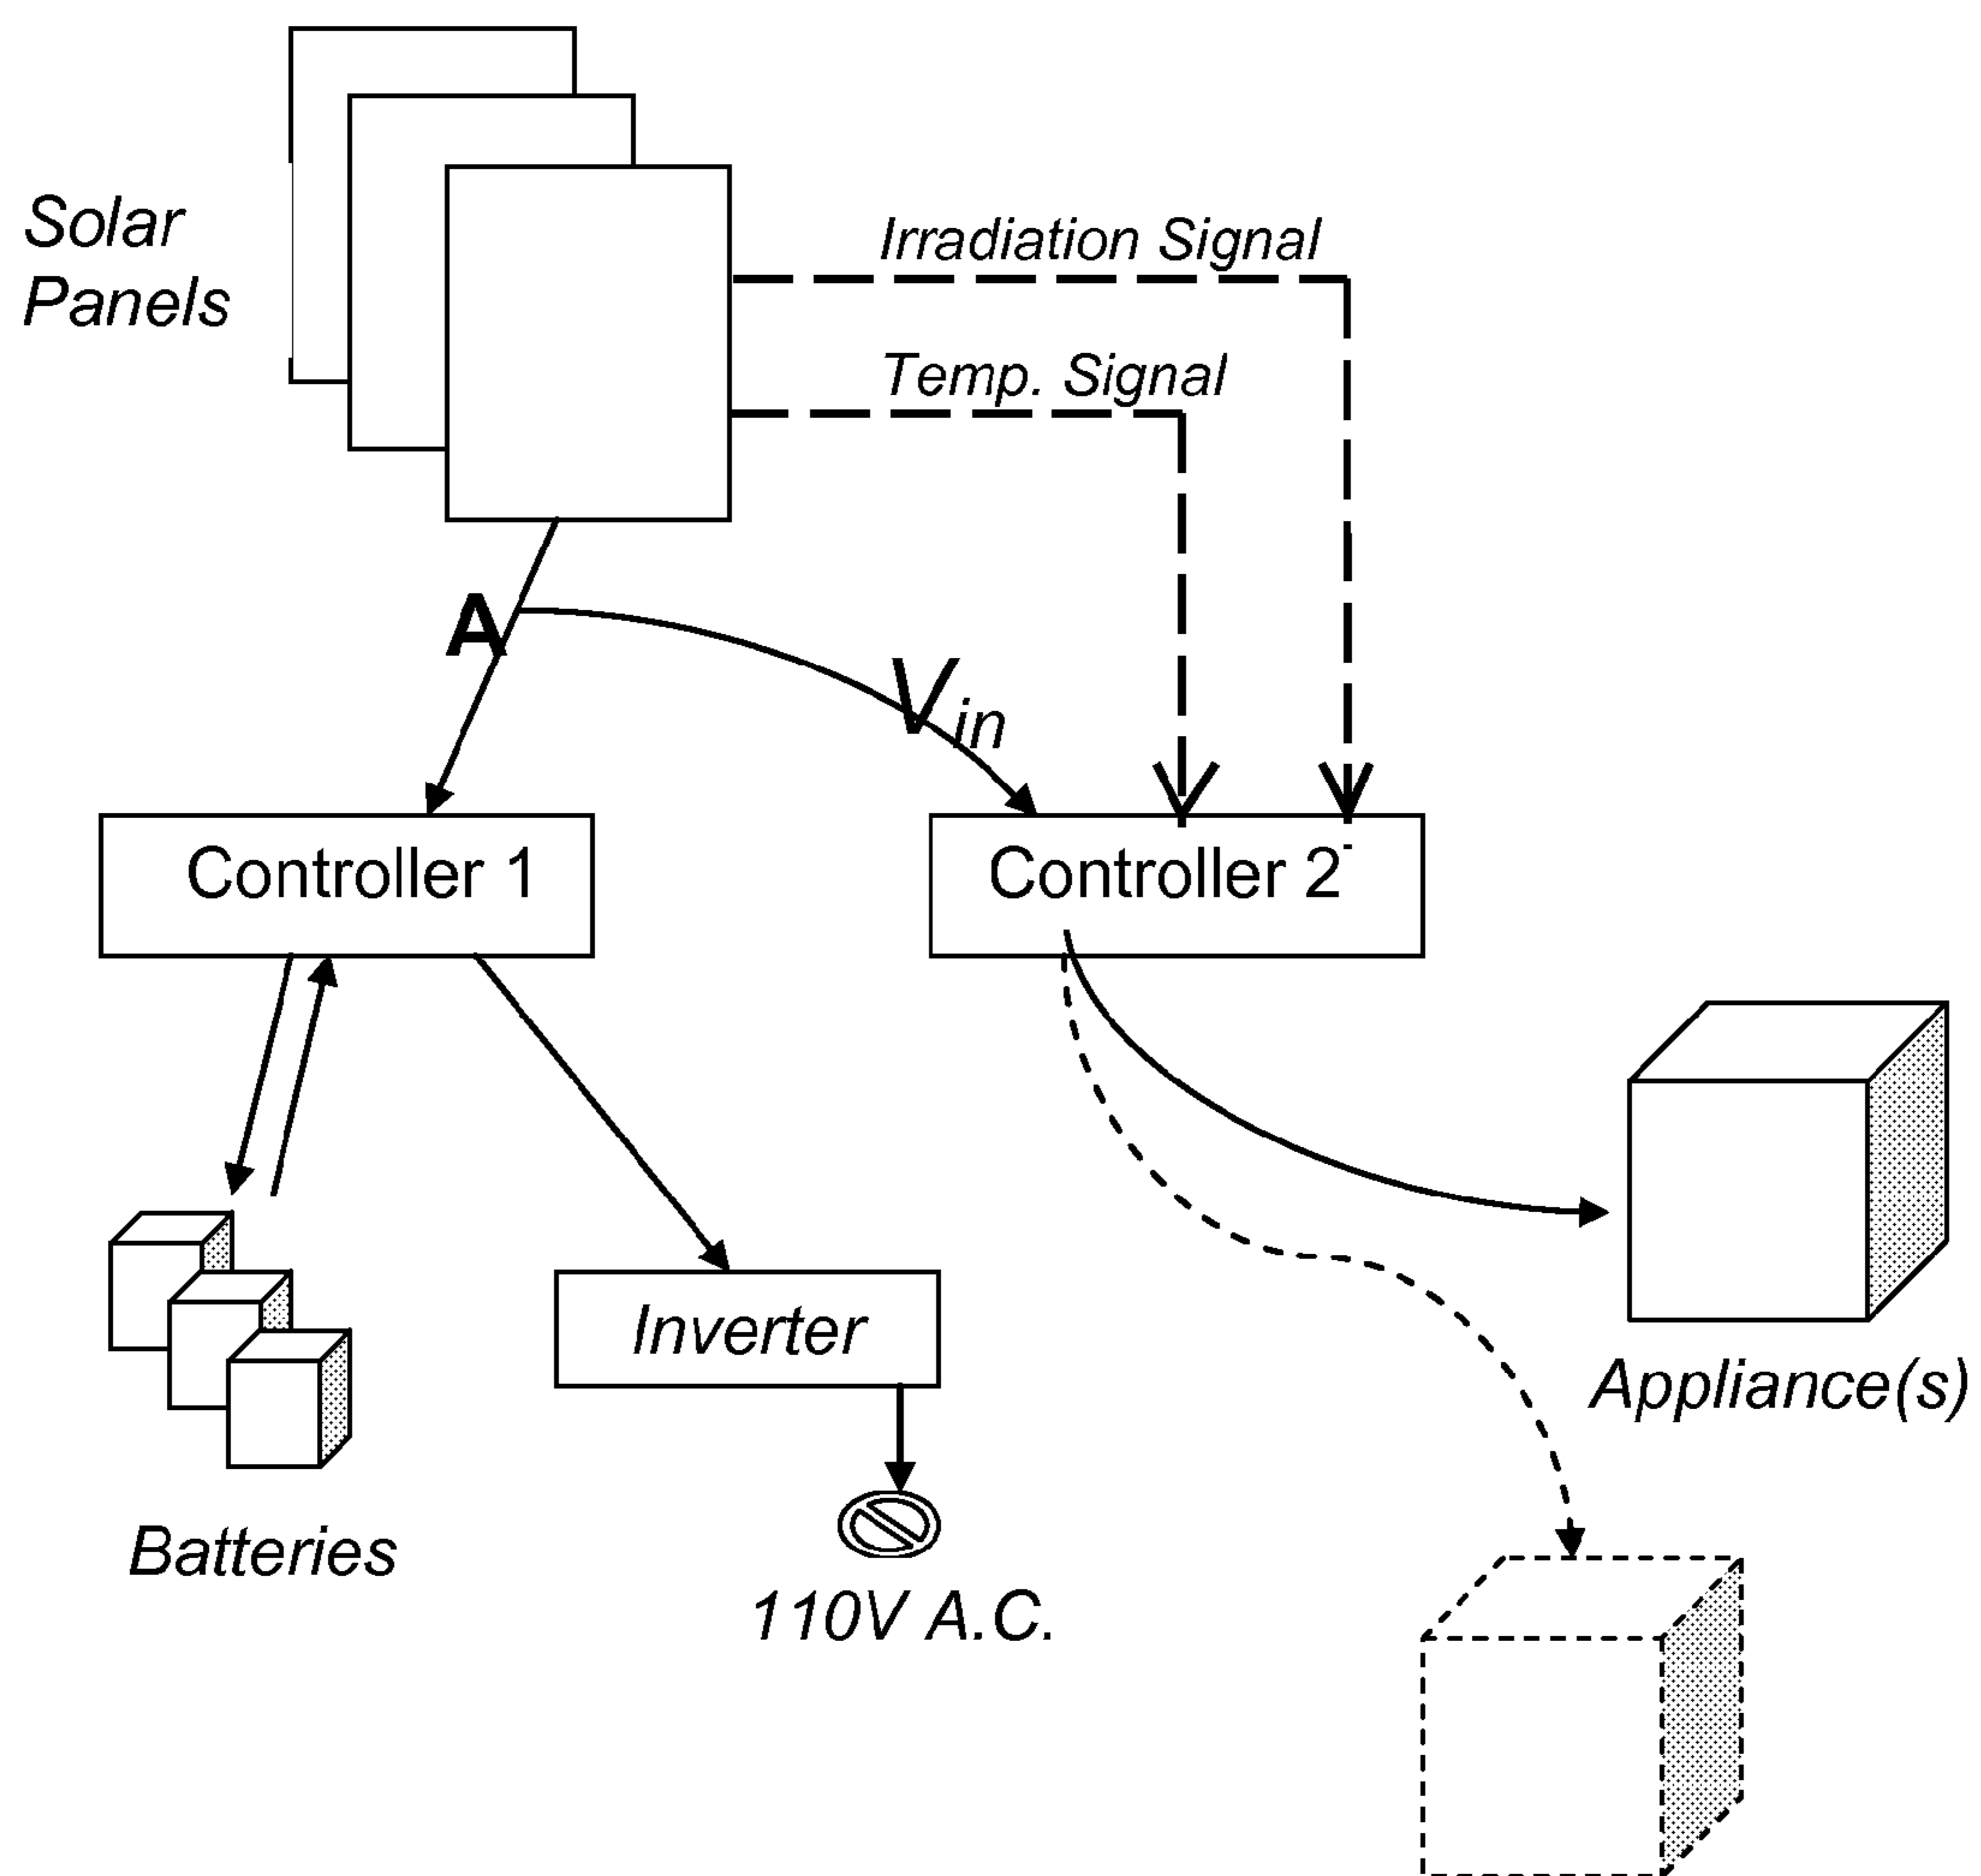 Solar
Panels
Irradiation Signal
Temp. Signal
A
Vin
Controller 1
Controller 2
Inverter
Appliance(s)
Batteries
110V A.C.